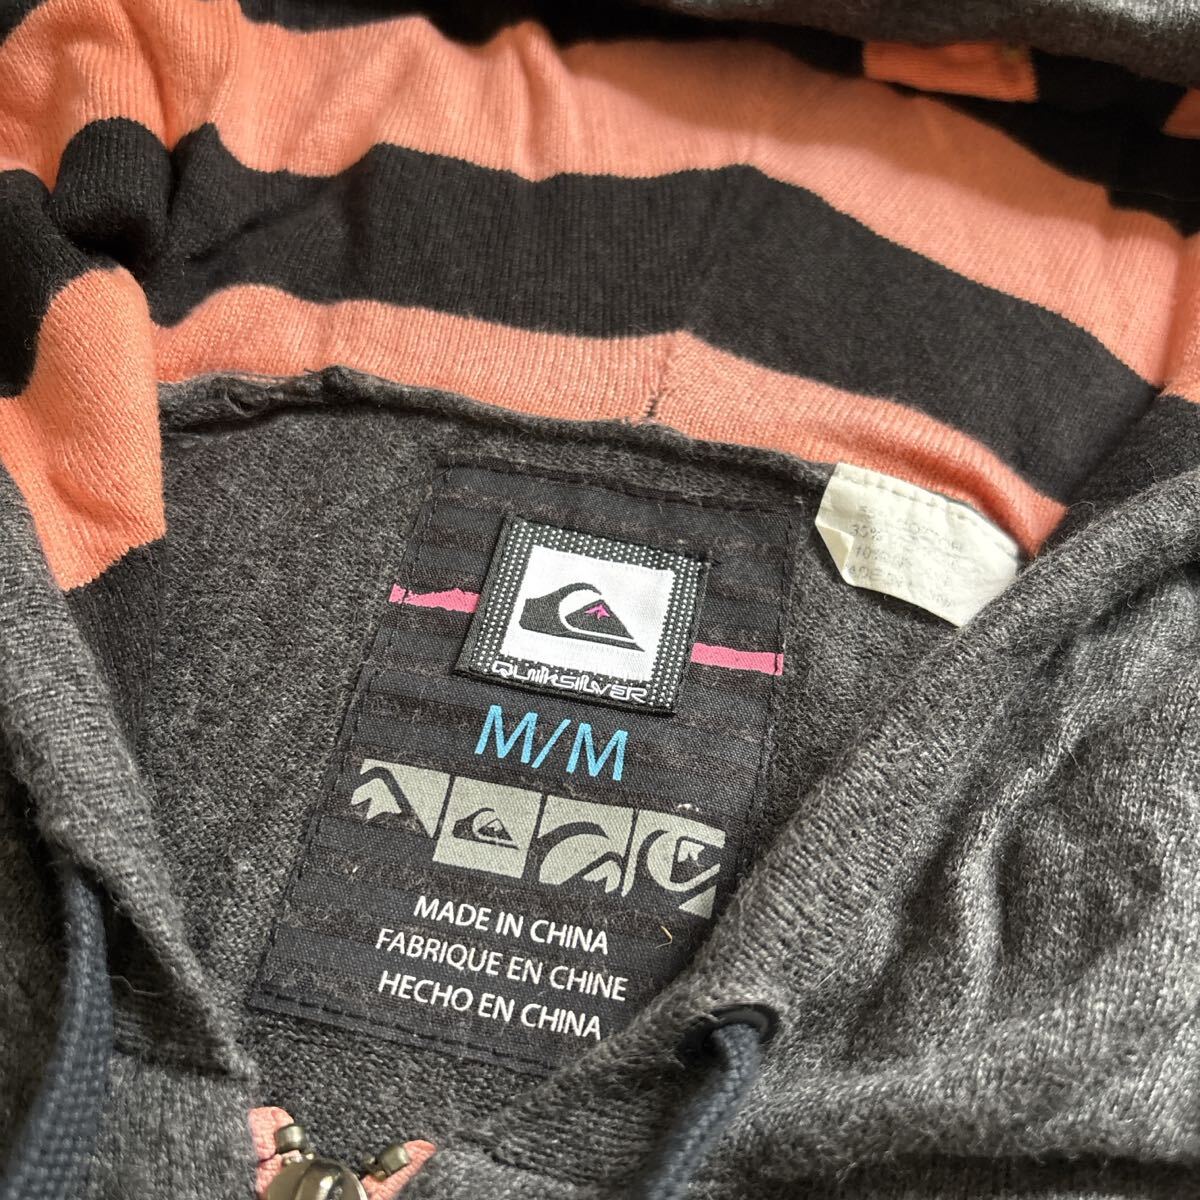 QUIKSILVER
M/M
MADE IN CHINA
FABRIQUE EN CHINE
HECHO EN CHINA